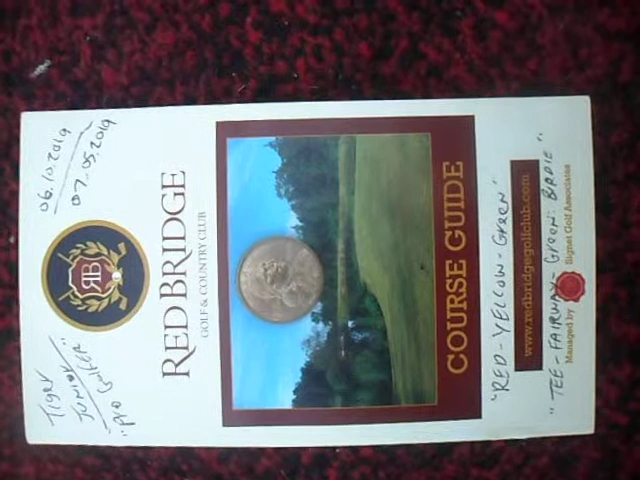 Tiger
Junior
"Pro Golfer"
06.10.2019
07.05.2019
RB
RED BRIDGE
GOLF & COUNTRY CLUB
COURSE GUIDE
"RED - YELLOW - GREEN"
www.redbridgegolfclub.com
"TEE - FAIRWAY - GREEN: BIRDIE".
Managed by Signet Golf Associates